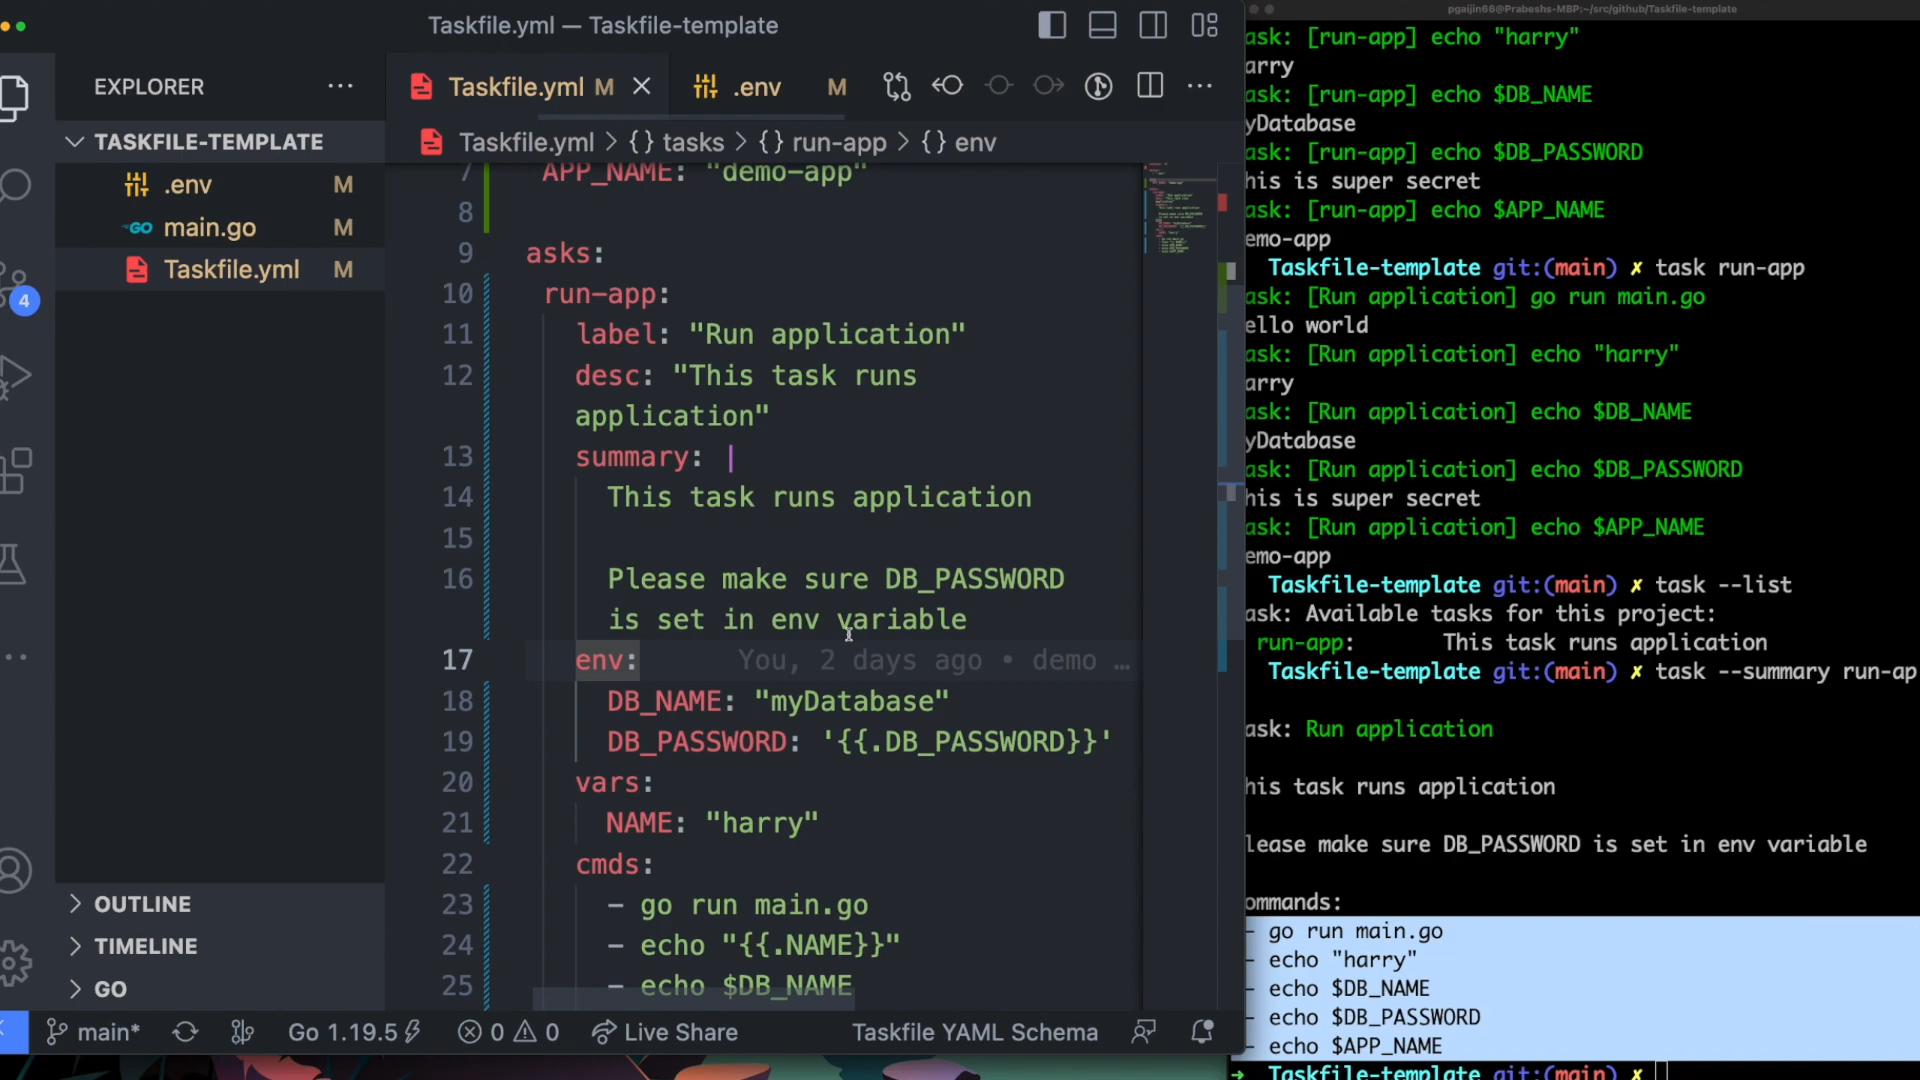 Taskfile.yml — Taskfile-template
EXPLORER
TASKFILE-TEMPLATE
.env M
main.go M
Taskfile.yml M
4
OUTLINE
TIMELINE
GO
Taskfile.yml M
.env M
Taskfile.yml > {} tasks > {} run-app > {} env
7 APP_NAME: "demo-app"
8
9 asks:
10 run-app:
11 label: "Run application"
12 desc: "This task runs
application"
13 summary: |
14 This task runs application
15
16 Please make sure DB_PASSWORD
is set in env variable
17 env: You, 2 days ago • demo …
18 DB_NAME: "myDatabase"
19 DB_PASSWORD: '{{.DB_PASSWORD}}'
20 vars:
21 NAME: "harry"
22 cmds:
23 - go run main.go
24 - echo "{{.NAME}}"
25 - echo $DB_NAME
main* Go 1.19.5 0 0 Live Share Taskfile YAML Schema
pgaijin66@Prabeshs-MBP:~/src/github/Taskfile-template
ask: [run-app] echo "harry"
arry
ask: [run-app] echo $DB_NAME
yDatabase
ask: [run-app] echo $DB_PASSWORD
his is super secret
ask: [run-app] echo $APP_NAME
emo-app
Taskfile-template git:(main) ✗ task run-app
ask: [Run application] go run main.go
ello world
ask: [Run application] echo "harry"
arry
ask: [Run application] echo $DB_NAME
yDatabase
ask: [Run application] echo $DB_PASSWORD
his is super secret
ask: [Run application] echo $APP_NAME
emo-app
Taskfile-template git:(main) ✗ task --list
ask: Available tasks for this project:
run-app: This task runs application
Taskfile-template git:(main) ✗ task --summary run-ap
ask: Run application
his task runs application
lease make sure DB_PASSWORD is set in env variable
ommands:
- go run main.go
- echo "harry"
- echo $DB_NAME
- echo $DB_PASSWORD
- echo $APP_NAME
→ Taskfile-template git:(main) ✗